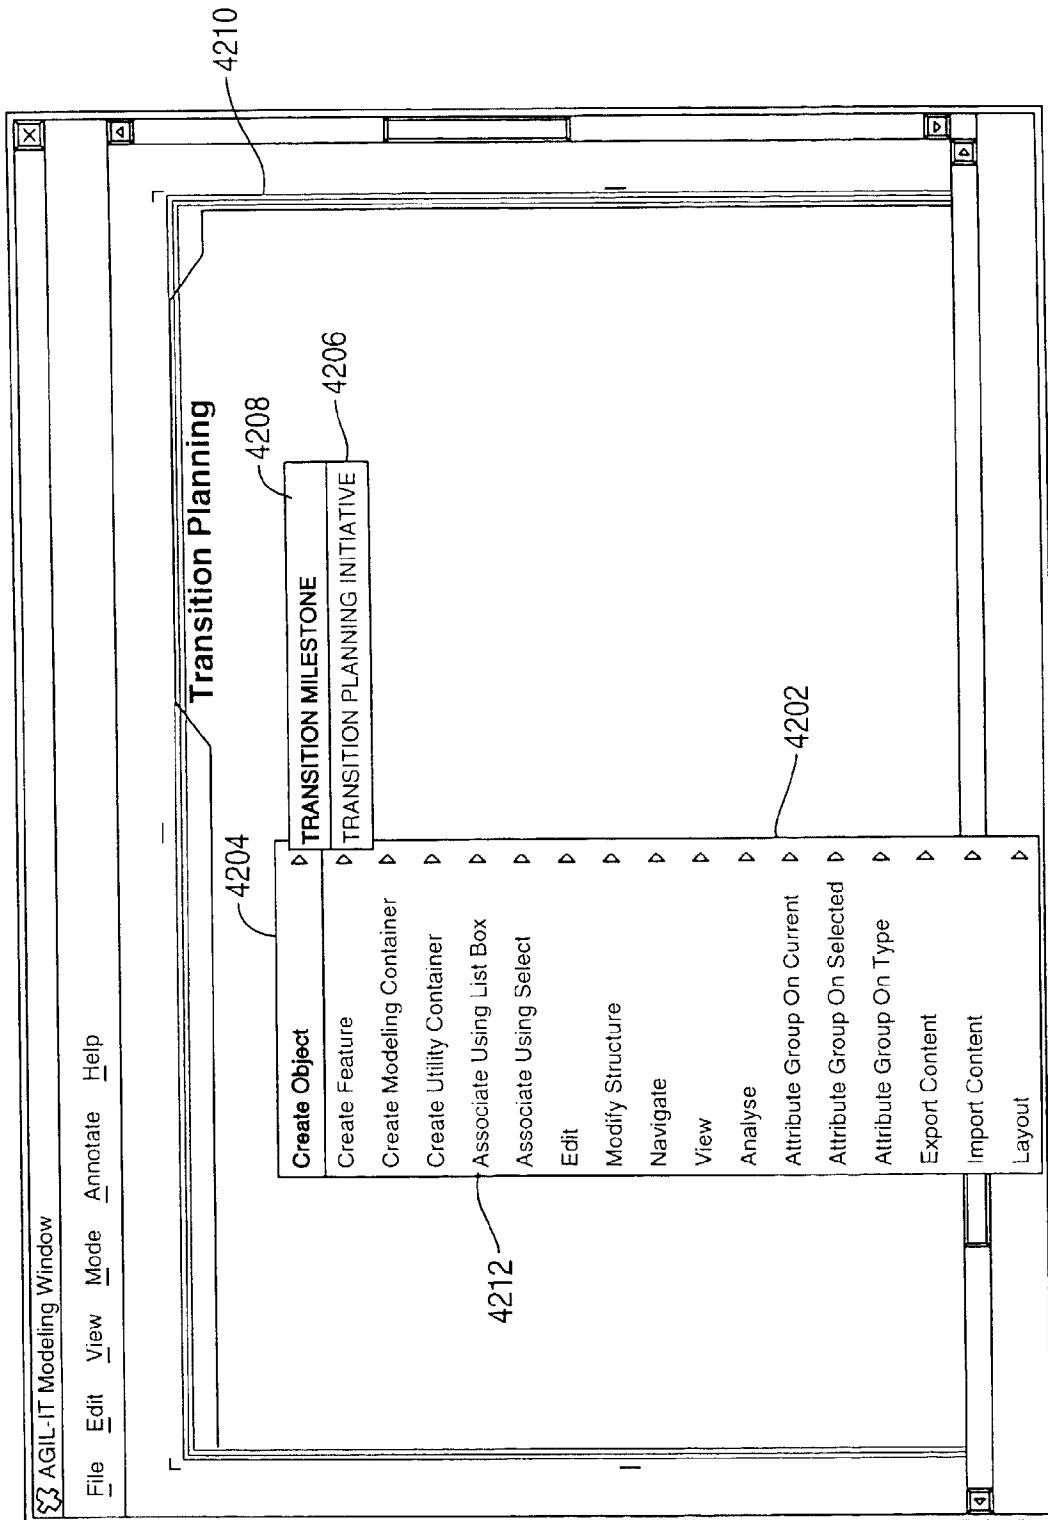 AGIL-IT Modeling Window
File Edit View Mode Annotate Help
4210
Transition Planning
4204
4208
4206
Create Object
TRANSITION MILESTONE
Create Feature
TRANSITION PLANNING INITIATIVE
Create Modeling Container
Create Utility Container
Associate Using List Box
4212
Associate Using Select
Edit
Modify Structure
Navigate
View
Analyse
Attribute Group On Current
4202
Attribute Group On Selected
Attribute Group On Type
Export Content
Import Content
Layout